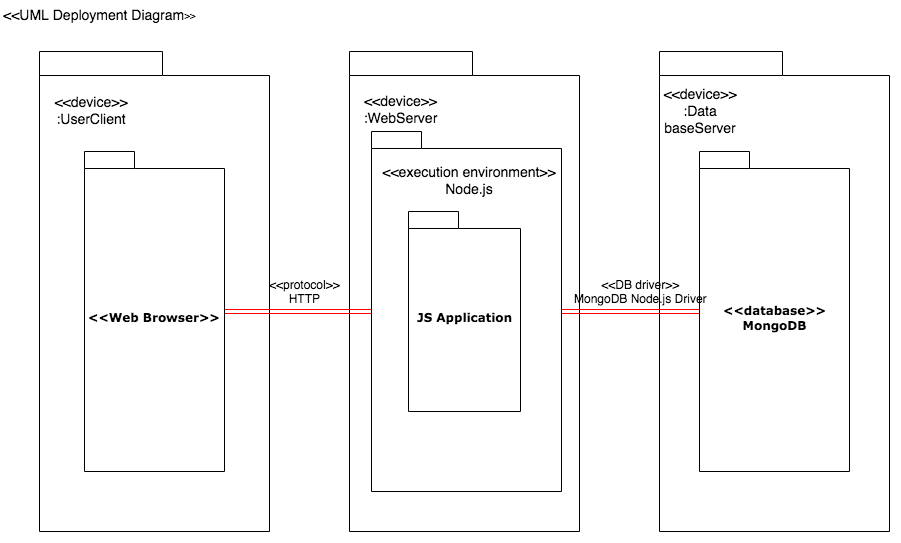 <<UML Deployment Diagram>>
<<device>>
:UserClient
<<Web Browser>>
<<protocol>>
HTTP
<<device>>
:WebServer
<<execution environment>>
Node.js
JS Application
<<DB driver>>
MongoDB Node.js Driver
<<device>>
:Data
baseServer
<<database>>
MongoDB